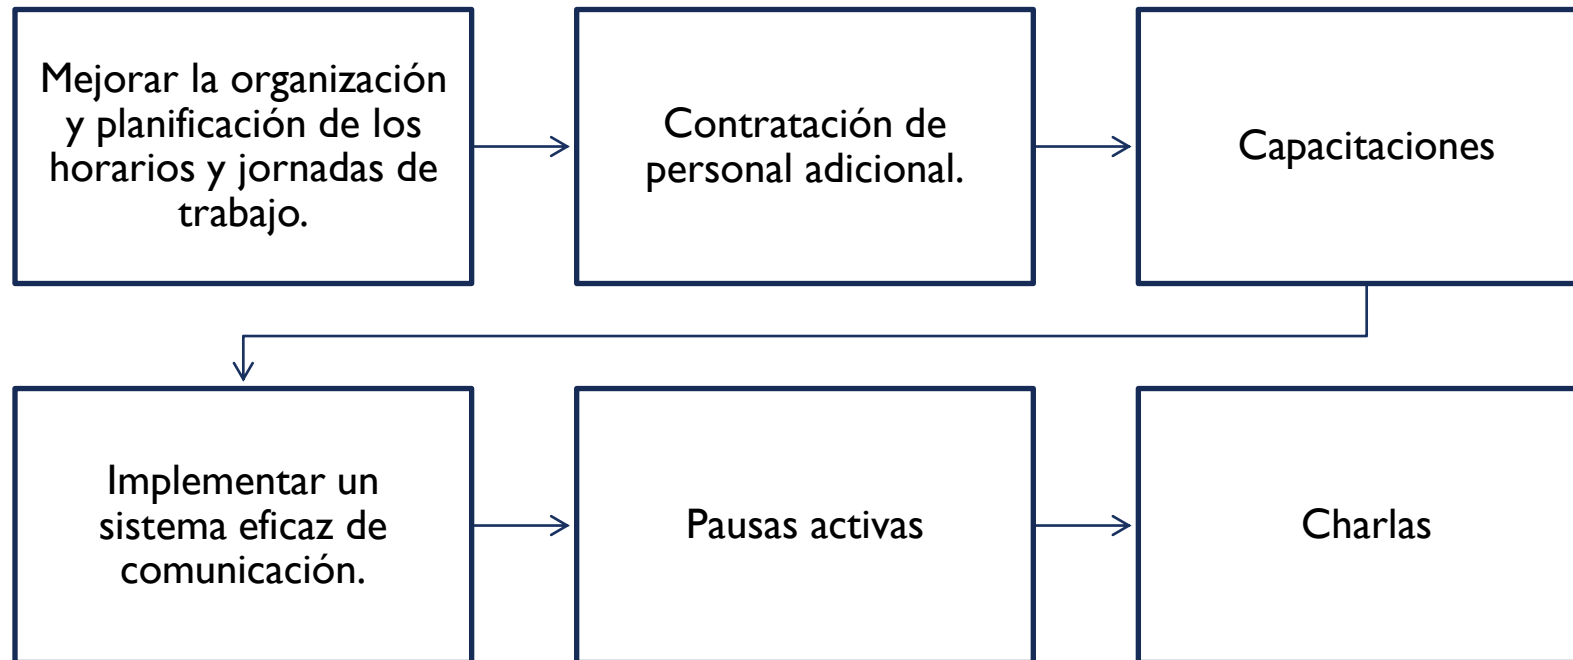 Mejorar la organización
y planificación de los
horarios y jornadas de
trabajo.
Contratación de
personal adicional.
Capacitaciones
Implementar un
sistema eficaz de
comunicación.
Pausas activas
Charlas